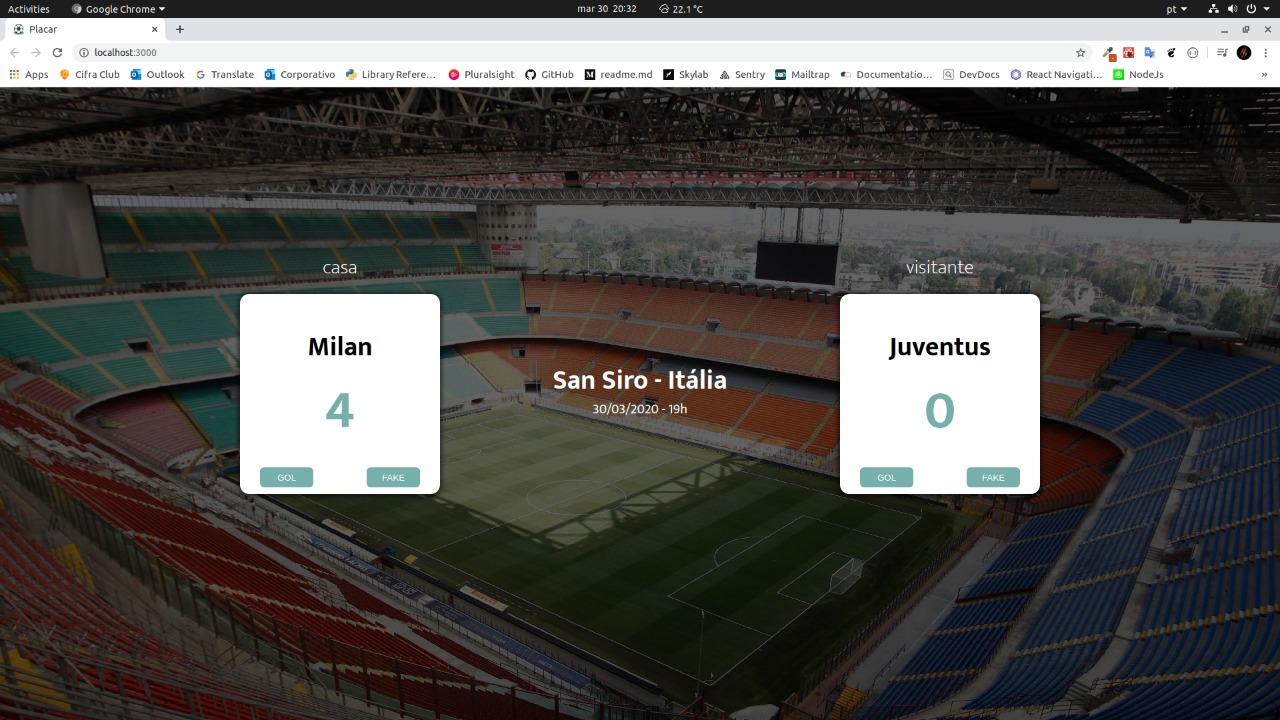 Activities Google Chrome mar 30 20:32 22.1 °C pt
Placar
localhost:3000
Apps Cifra Club Outlook Translate Corporativo Library Refere… Pluralsight GitHub readme.md Skylab Sentry Mailtrap Documentatio… DevDocs React Navigati… NodeJs »
casa visitante
Milan Juventus
San Siro - Itália
4 30/03/2020 - 19h 0
GOL FAKE GOL FAKE